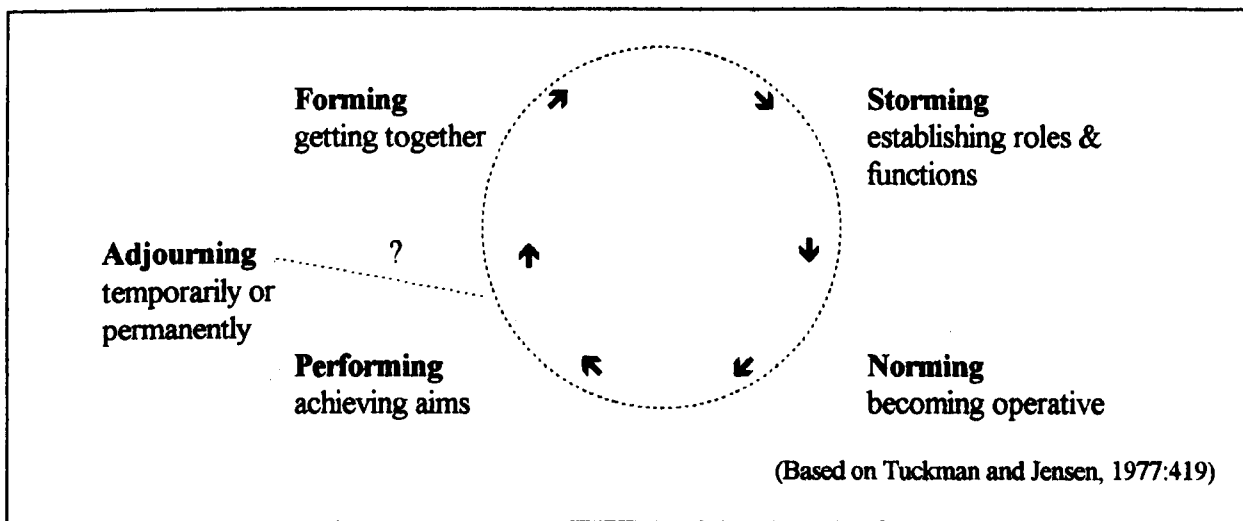 Forming
getting together
Storming
establishing roles &
functions
?
Adjourning
temporarily or
permanently
Performing
achieving aims
Norming
becoming operative
(Based on Tuckman and Jensen, 1977:419)